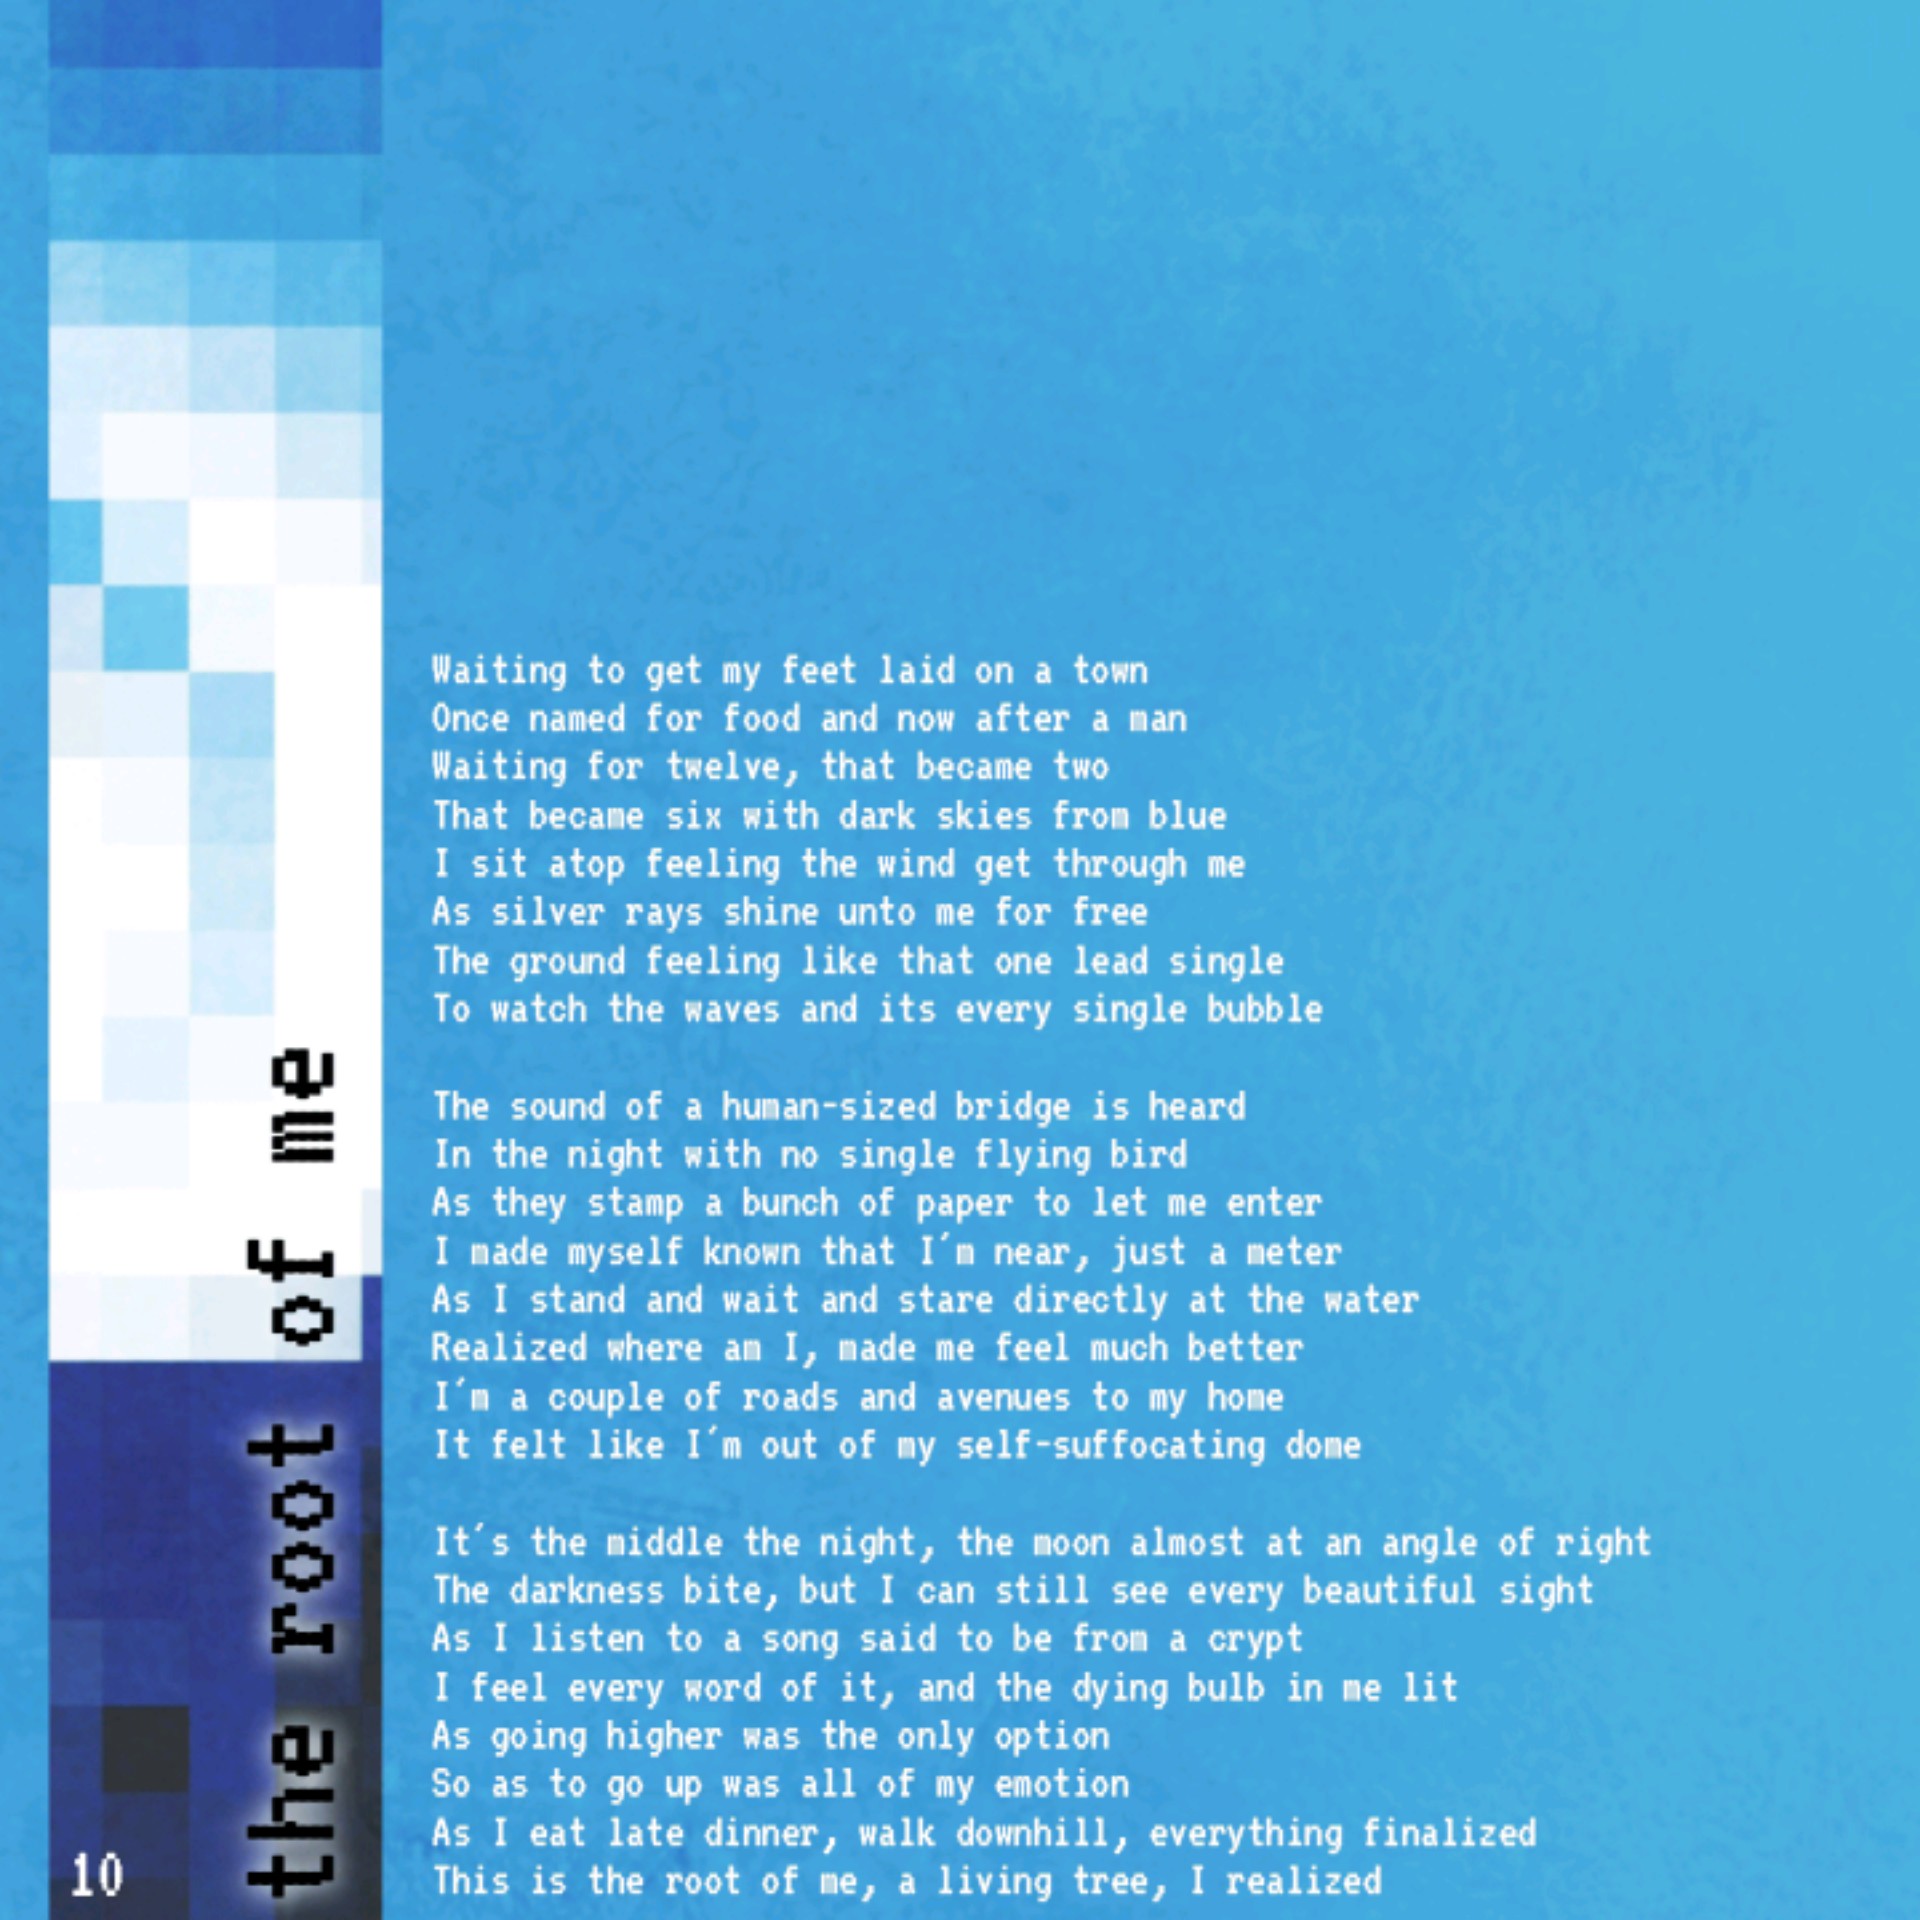 the root of me
Waiting to get my feet laid on a town
Once named for food and now after a man
Waiting for twelve, that became two
That became six with dark skies from blue
I sit atop feeling the wind get through me
As silver rays shine unto me for free
The ground feeling like that one lead single
To watch the waves and its every single bubble
The sound of a human-sized bridge is heard
In the night with no single flying bird
As they stamp a bunch of paper to let me enter
I made myself known that I´m near, just a meter
As I stand and wait and stare directly at the water
Realized where am I, made me feel much better
I´m a couple of roads and avenues to my home
It felt like I´m out of my self-suffocating dome
It´s the middle the night, the moon almost at an angle of right
The darkness bite, but I can still see every beautiful sight
As I listen to a song said to be from a crypt
I feel every word of it, and the dying bulb in me lit
As going higher was the only option
So as to go up was all of my emotion
As I eat late dinner, walk downhill, everything finalized
This is the root of me, a living tree, I realized
10